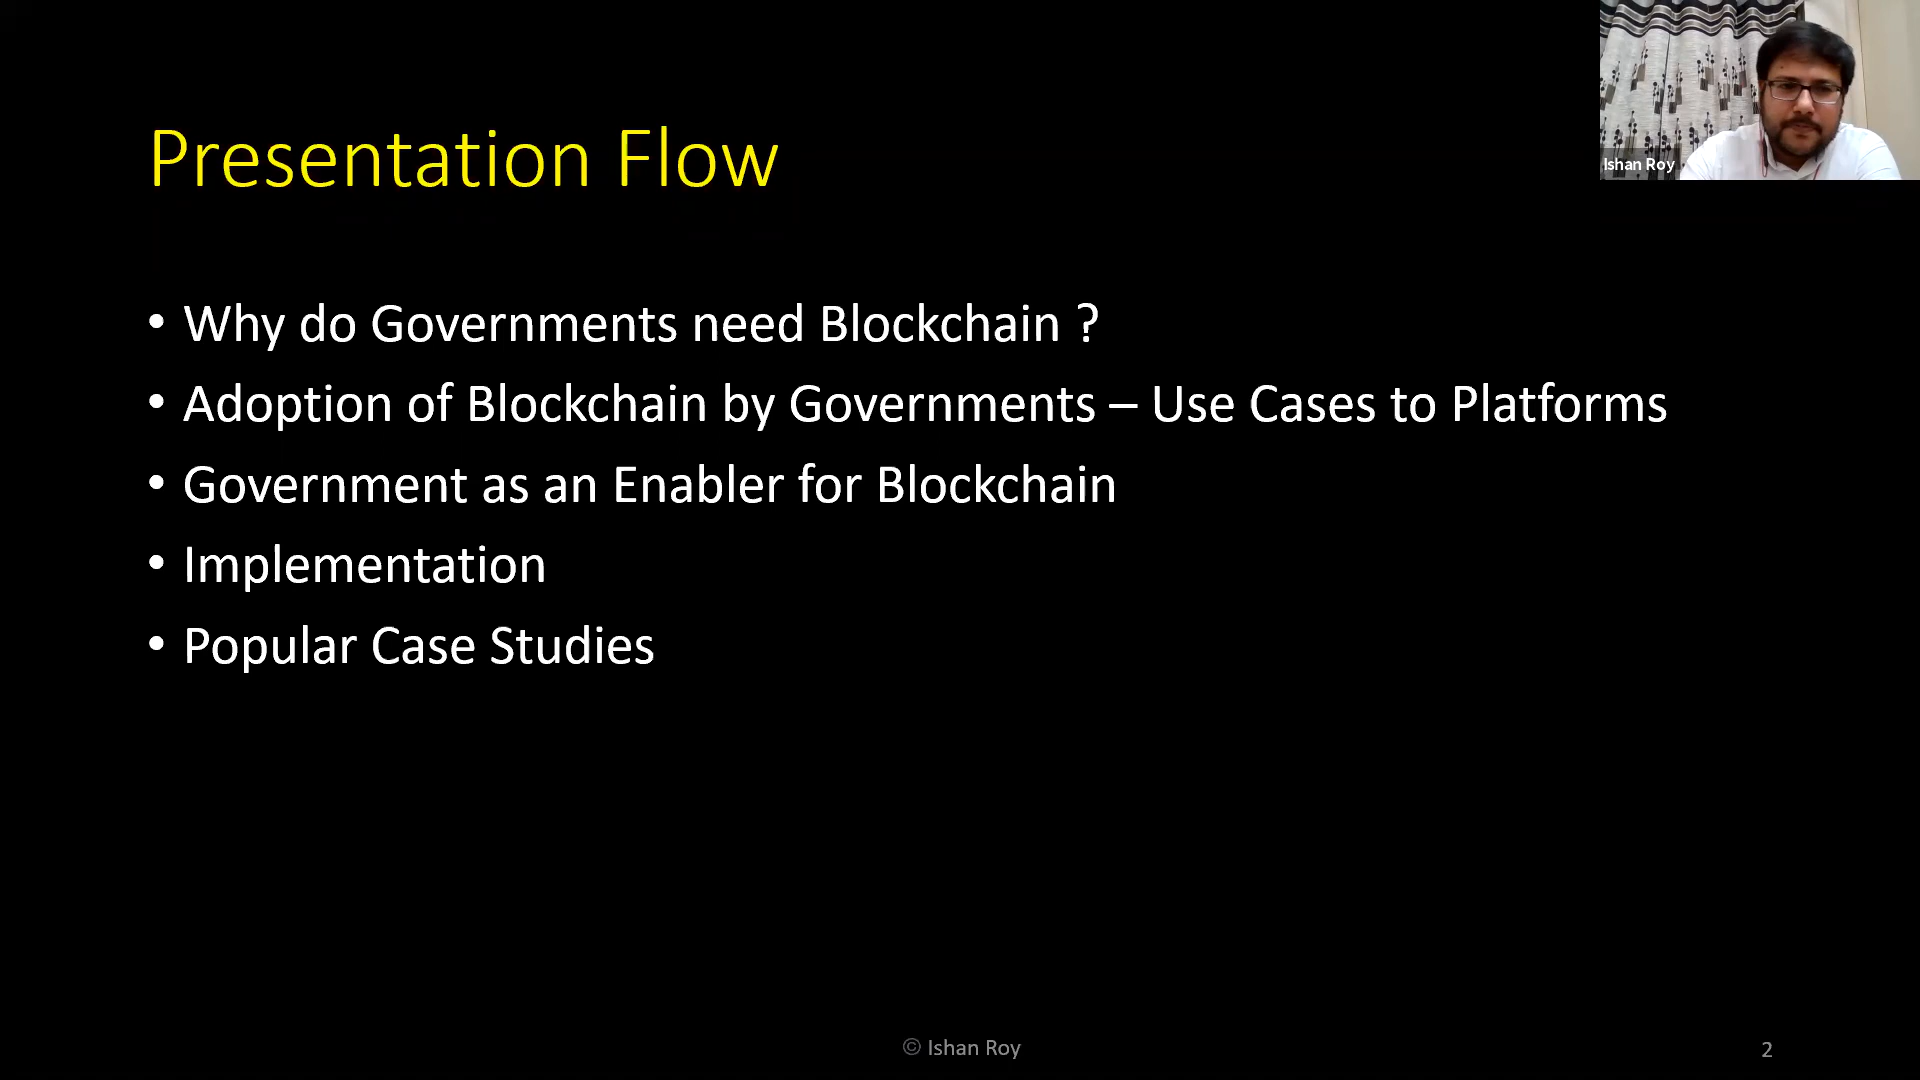 Presentation Flow
Ishan Roy
• Why do Governments need Blockchain ?
• Adoption of Blockchain by Governments – Use Cases to Platforms
• Government as an Enabler for Blockchain
• Implementation
• Popular Case Studies
© Ishan Roy
2